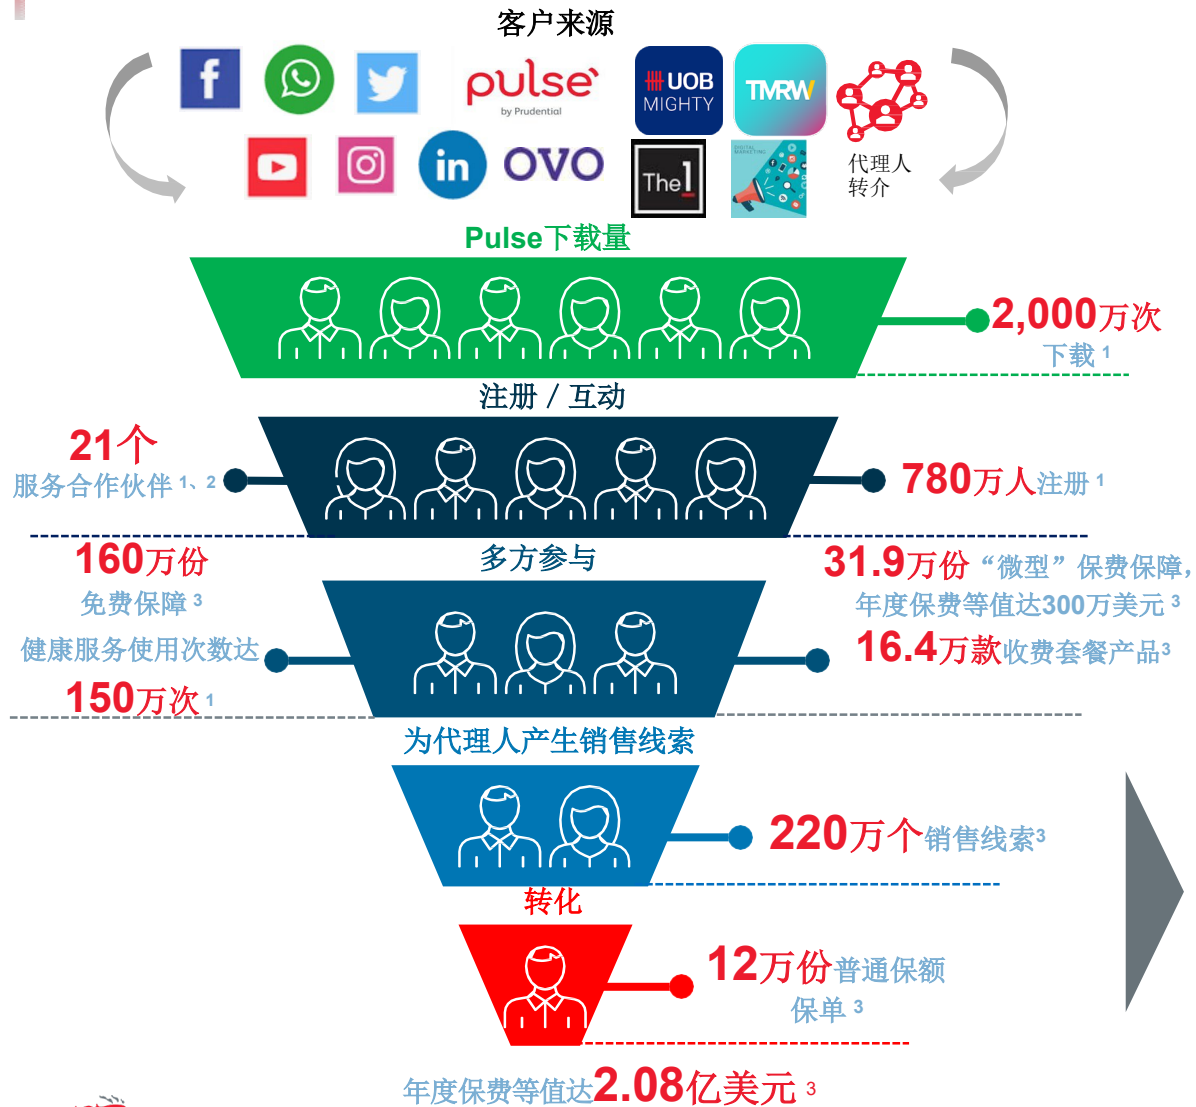 客户来源
f
pulse
by Prudential
UOB
MIGHTY
TMRW
in
OVO
The1
DIGITAL
MARKETING
代理人
转介
Pulse下载量
2,000万次
下载 1
注册 / 互动
21个
服务合作伙伴 1、2
780万人注册 1
多方参与
160万份
免费保障 3
31.9万份“微型”保费保障，
年度保费等值达300万美元 3
健康服务使用次数达
150万次 1
16.4万款收费套餐产品3
为代理人产生销售线索
220万个销售线索3
转化
12万份普通保额
保单 3
年度保费等值达2.08亿美元 3